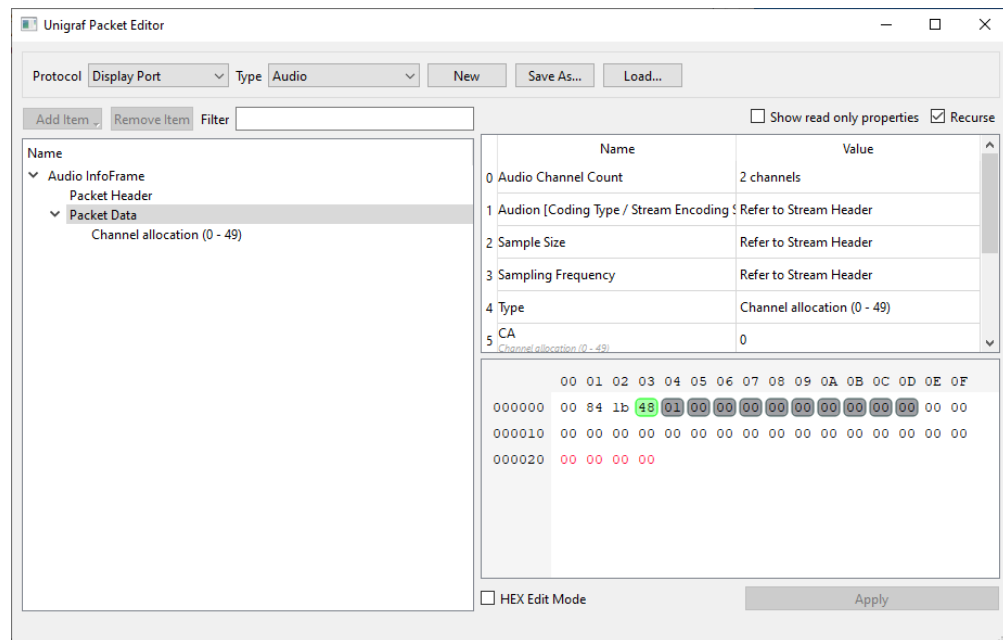 Unigraf Packet Editor
Protocol Display Port Type Audio New Save As... Load...
Add Item Remove Item Filter
Show read only properties Recurse
Name
Audio InfoFrame
Packet Header
Packet Data
Channel allocation (0 - 49)
Name Value
0 Audio Channel Count 2 channels
1 Audion [Coding Type / Stream Encoding S Refer to Stream Header
2 Sample Size Refer to Stream Header
3 Sampling Frequency Refer to Stream Header
4 Type Channel allocation (0 - 49)
5 CA 0
Channel allocation (0 - 49)
00 01 02 03 04 05 06 07 08 09 0A 0B 0C 0D 0E 0F
000000 00 84 1b 48 01 00 00 00 00 00 00 00 00 00 00 00
000010 00 00 00 00 00 00 00 00 00 00 00 00 00 00 00 00
000020 00 00 00 00
HEX Edit Mode Apply